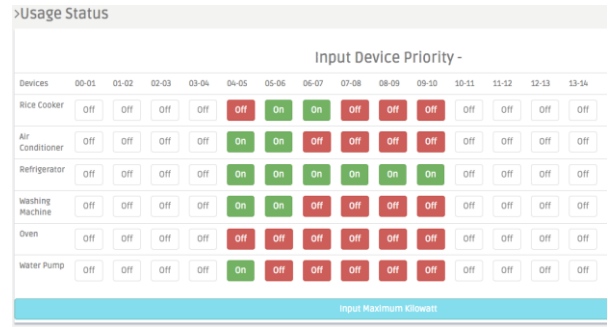 >Usage Status
Input Device Priority -
Devices 00-01 01-02 02-03 03-04 04-05 05-06 06-07 07-08 08-09 09-10 10-11 11-12 12-13 13-14
Rice Cooker Off Off Off Off Off On On Off Off Off Off Off Off Off
Air
Conditioner Off Off Off Off On On Off Off Off Off Off Off Off Off
Refrigerator Off Off Off Off On On On On On On Off Off Off Off
Washing
Machine Off Off Off Off On On Off Off Off Off Off Off Off Off
Oven Off Off Off Off Off Off Off Off Off Off Off Off Off Off
Water Pump Off Off Off Off On Off Off Off Off Off Off Off Off Off
Input Maximum Kilowatt